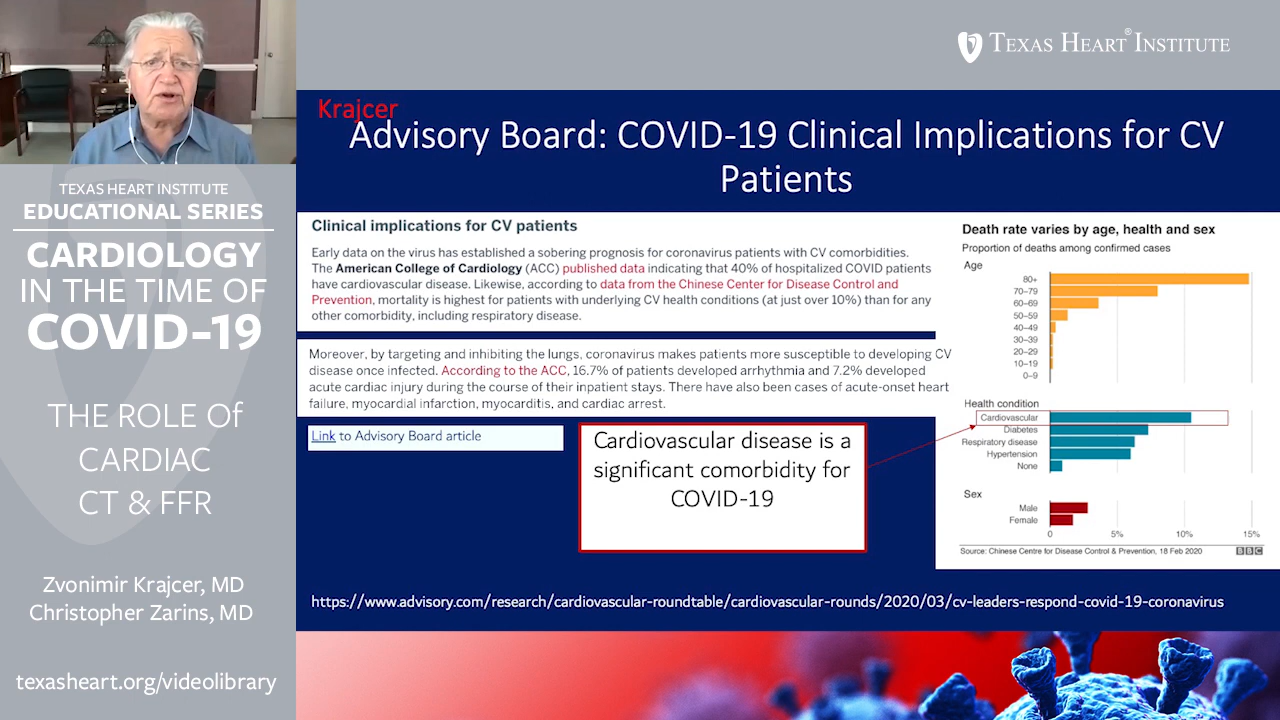 TEXAS HEART® INSTITUTE
TEXAS HEART INSTITUTE
EDUCATIONAL SERIES
CARDIOLOGY
IN THE TIME OF
COVID-19
THE ROLE Of
CARDIAC
CT & FFR
Zvonimir Krajcer, MD
Christopher Zarins, MD
texasheart.org/videolibrary
Krajcer
Advisory Board: COVID-19 Clinical Implications for CV
Patients
Clinical implications for CV patients
Early data on the virus has established a sobering prognosis for coronavirus patients with CV comorbidities.
The American College of Cardiology (ACC) published data indicating that 40% of hospitalized COVID patients
have cardiovascular disease. Likewise, according to data from the Chinese Center for Disease Control and
Prevention, mortality is highest for patients with underlying CV health conditions (at just over 10%) than for any
other comorbidity, including respiratory disease.
Moreover, by targeting and inhibiting the lungs, coronavirus makes patients more susceptible to developing CV
disease once infected. According to the ACC, 16.7% of patients developed arrhythmia and 7.2% developed
acute cardiac injury during the course of their inpatient stays. There have also been cases of acute-onset heart
failure, myocardial infarction, myocarditis, and cardiac arrest.
Link to Advisory Board article
Cardiovascular disease is a
significant comorbidity for
COVID-19
Death rate varies by age, health and sex
Proportion of deaths among confirmed cases
Age
80+
70–79
60–69
50–59
40–49
30–39
20–29
10–19
0–9
Health condition
Cardiovascular
Diabetes
Respiratory disease
Hypertension
None
Sex
Male
Female
0 5% 10% 15%
Source: Chinese Centre for Disease Control & Prevention, 18 Feb 2020 BBC
https://www.advisory.com/research/cardiovascular-roundtable/cardiovascular-rounds/2020/03/cv-leaders-respond-covid-19-coronavirus